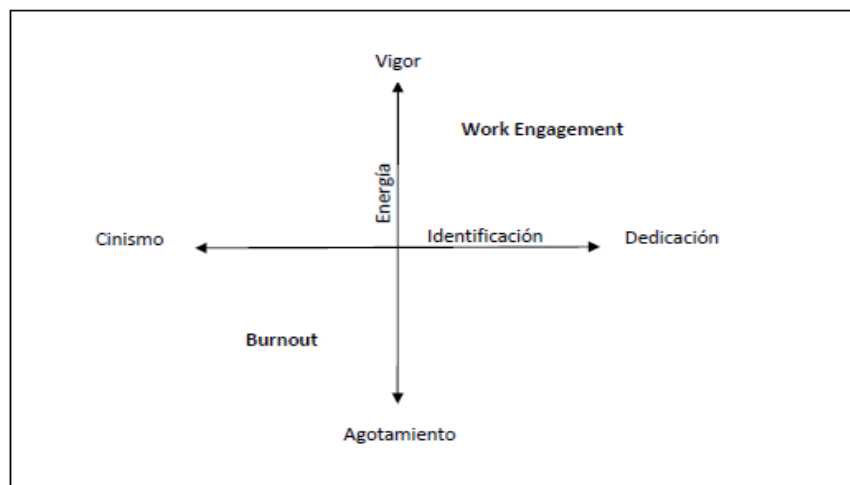 Vigor
Work Engagement
Energía
Cinismo
Identificación
Dedicación
Burnout
Agotamiento